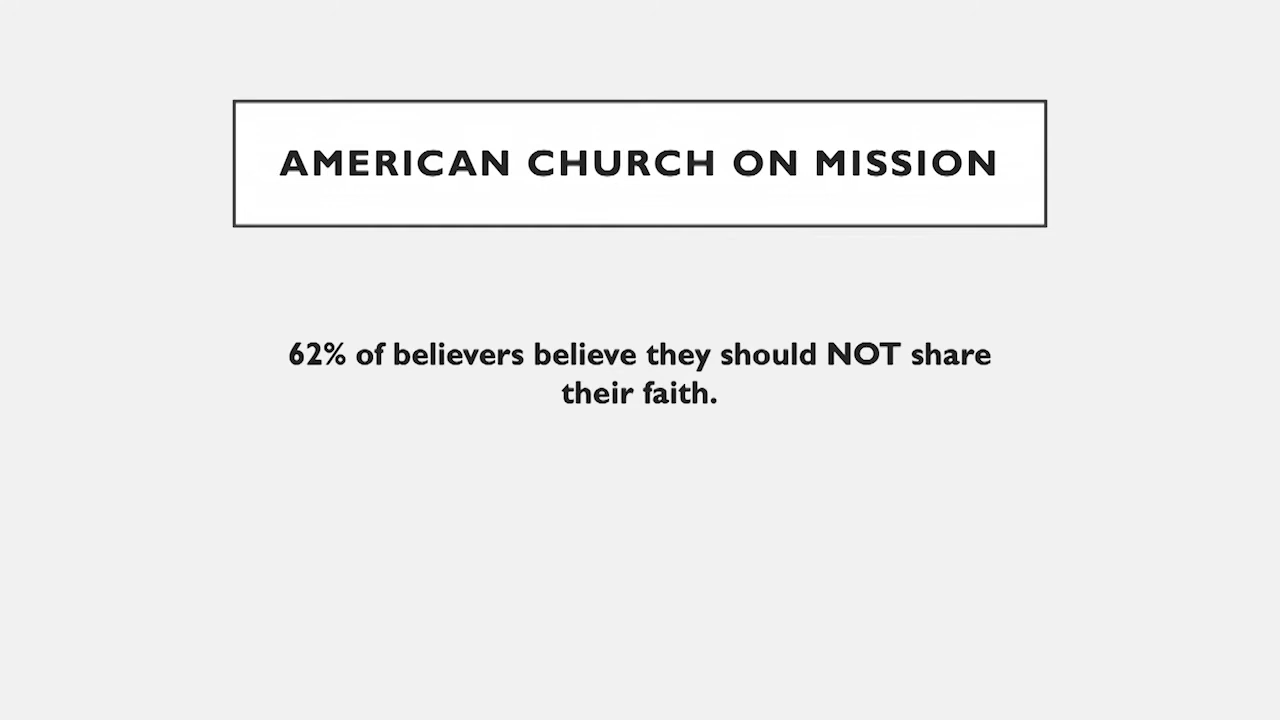 AMERICAN CHURCH ON MISSION
62% of believers believe they should NOT share
their faith.